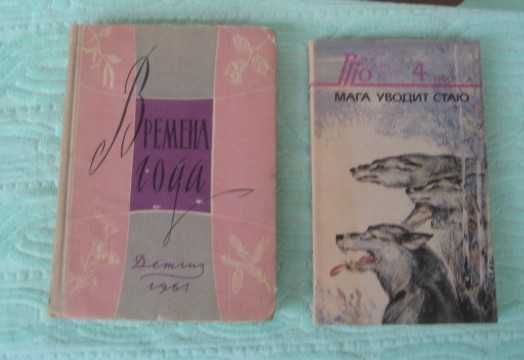 Времена
года
Детгиз
1961
4
МАГА УВОДИТ СТАЮ